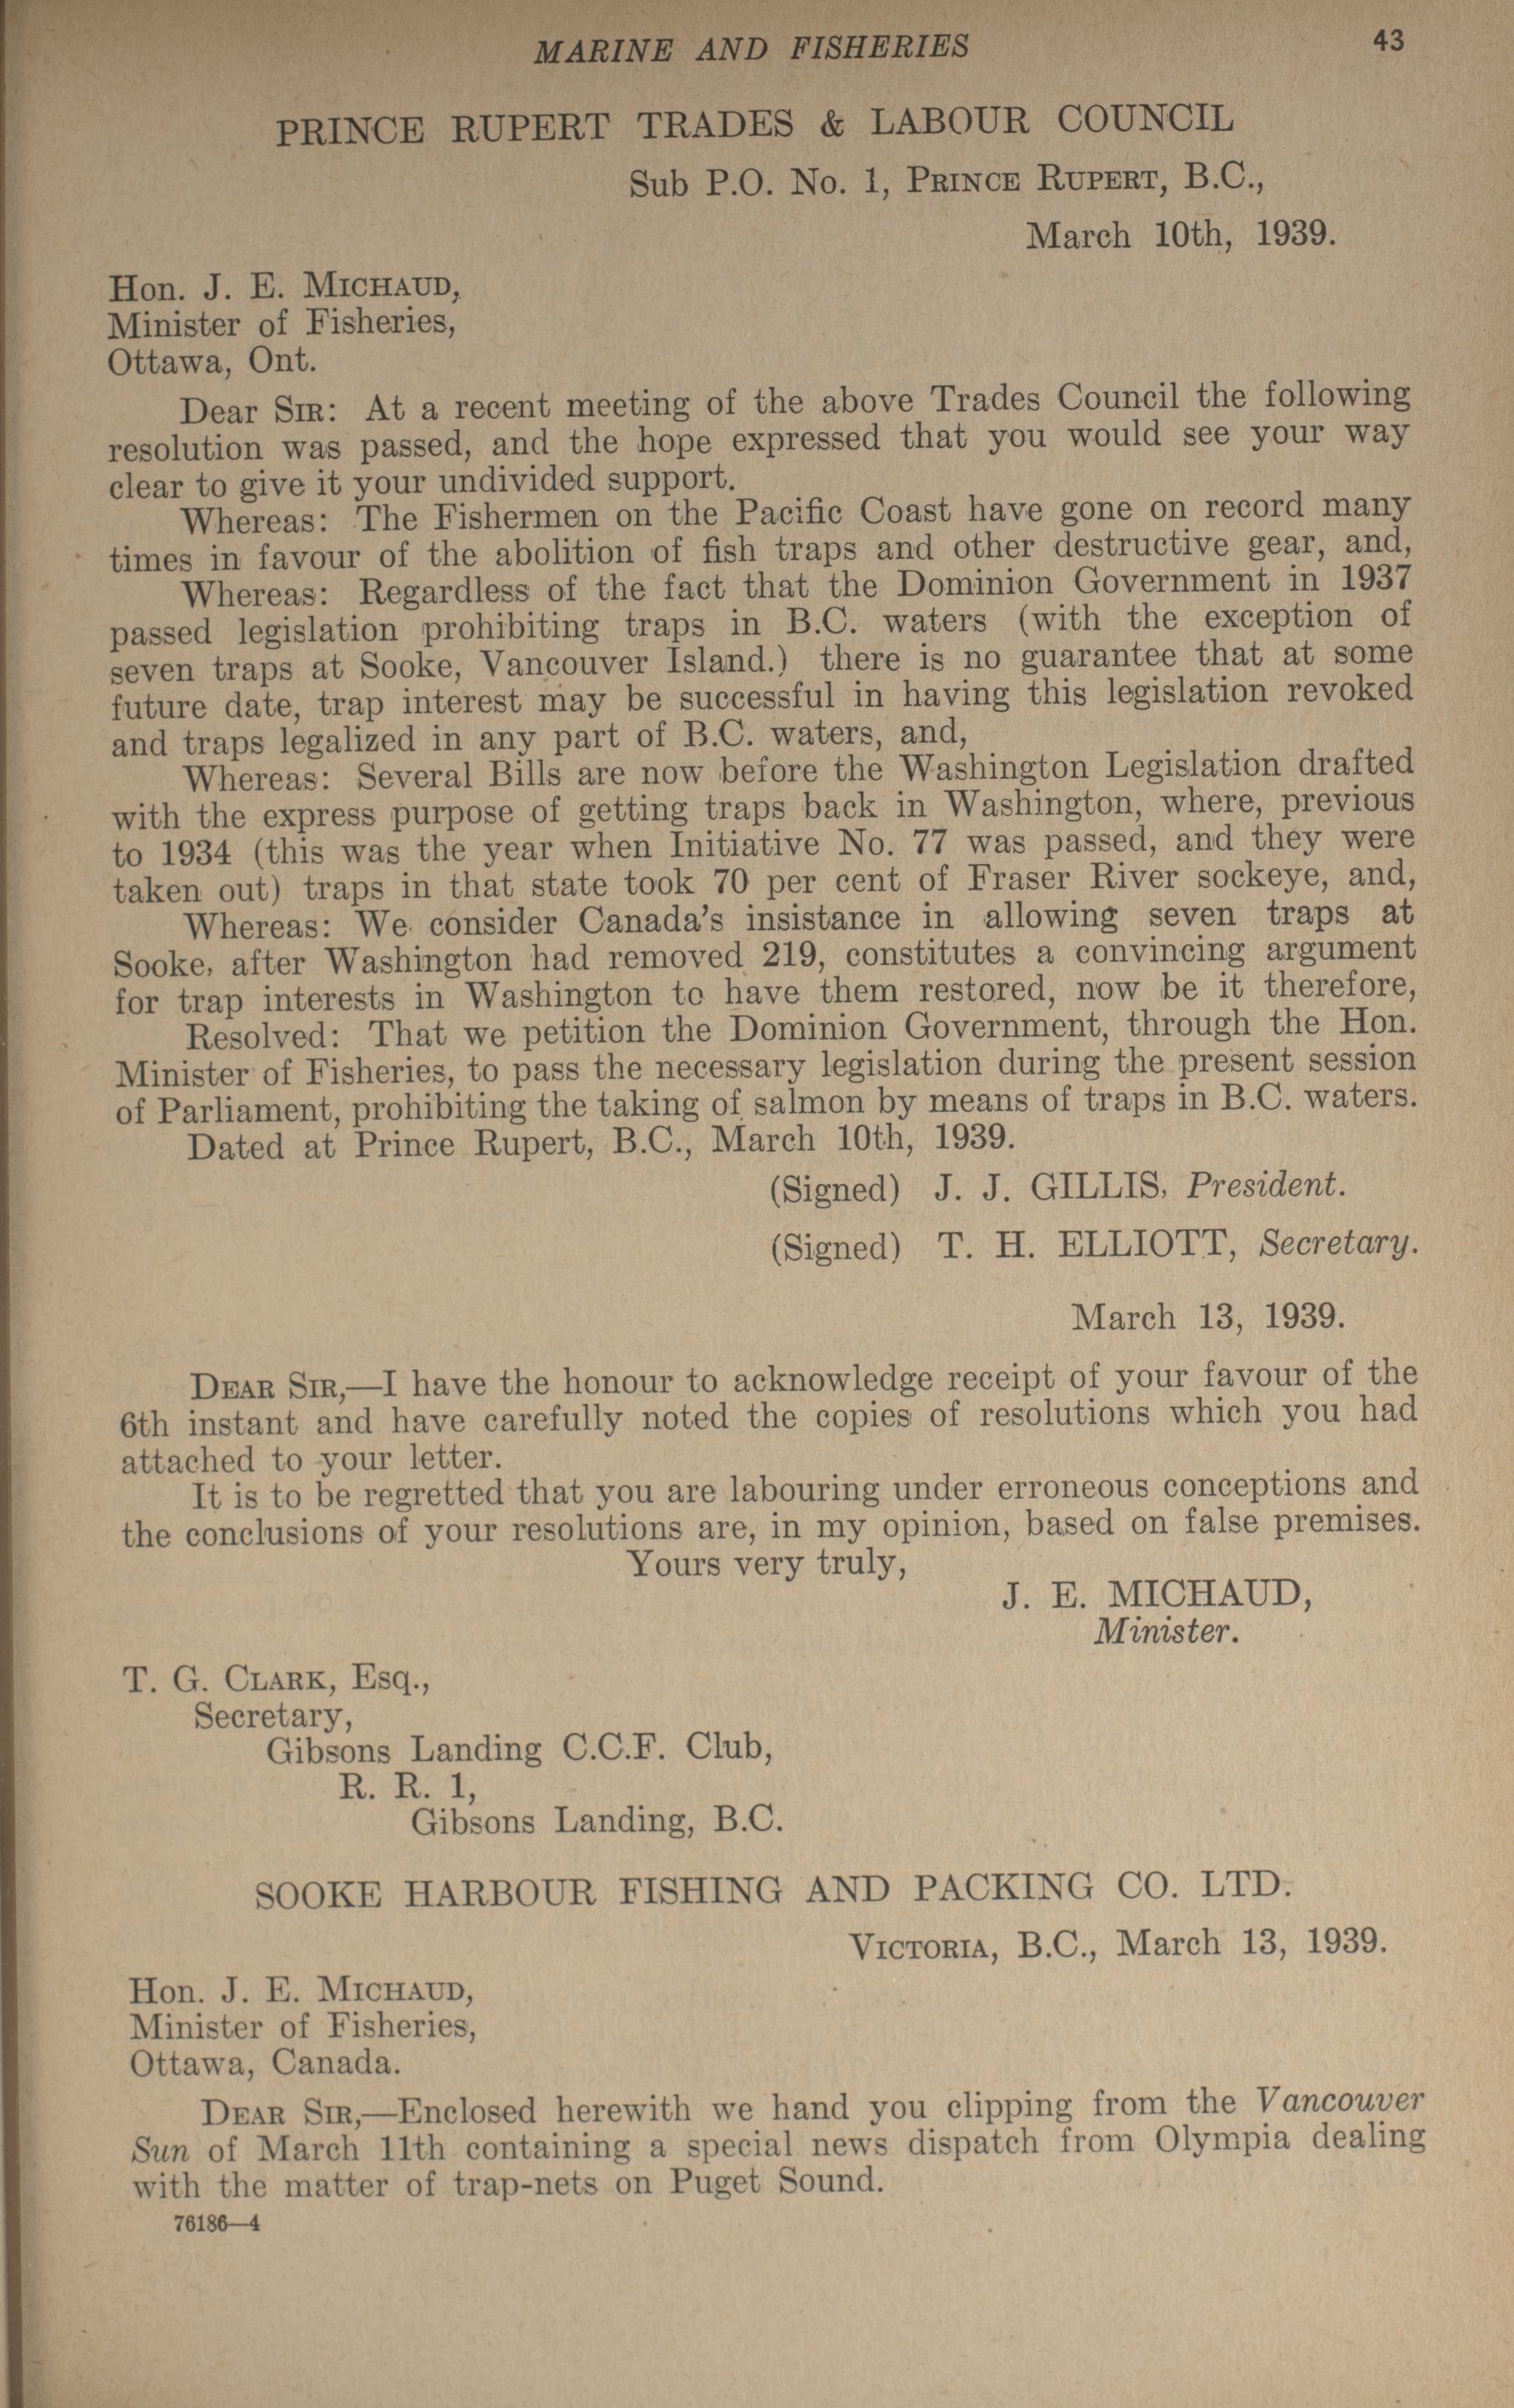 MARINE AND FISHERIES 43
PRINCE RUPERT TRADES & LABOUR COUNCIL
Sub P.O. No. 1, PRINCE RUPERT, B.C.,
March 10th, 1939.
Hon. J. E. MICHAUD,
Minister of Fisheries,
Ottawa, Ont.
Dear SIR: At a recent meeting of the above Trades Council the following
resolution was passed, and the hope expressed that you would see your way
clear to give it your undivided support.
Whereas: The Fishermen on the Pacific Coast have gone on record many
times in favour of the abolition of fish traps and other destructive gear, and,
Whereas: Regardless of the fact that the Dominion Government in 1937
passed legislation prohibiting traps in B.C. waters (with the exception of
seven traps at Sooke, Vancouver Island.) there is no guarantee that at some
future date, trap interest may be successful in having this legislation revoked
and traps legalized in any part of B.C. waters, and,
Whereas: Several Bills are now before the Washington Legislation drafted
with the express purpose of getting traps back in Washington, where, previous
to 1934 (this was the year when Initiative No. 77 was passed, and they were
taken out) traps in that state took 70 per cent of Fraser River sockeye, and,
Whereas: We consider Canada's insistance in allowing seven traps at
Sooke, after Washington had removed 219, constitutes a convincing argument
for trap interests in Washington to have them restored, now be it therefore,
Resolved: That we petition the Dominion Government, through the Hon.
Minister of Fisheries, to pass the necessary legislation during the present session
of Parliament, prohibiting the taking of salmon by means of traps in B.C. waters.
Dated at Prince Rupert, B.C., March 10th, 1939.
(Signed) J. J. GILLIS, President.
(Signed) T. H. ELLIOTT, Secretary.
March 13, 1939.
DEAR SIR,—I have the honour to acknowledge receipt of your favour of the
6th instant and have carefully noted the copies of resolutions which you had
attached to your letter.
It is to be regretted that you are labouring under erroneous conceptions and
the conclusions of your resolutions are, in my opinion, based on false premises.
Yours very truly,
J. E. MICHAUD,
Minister.
T. G. CLARK, Esq.,
Secretary,
Gibsons Landing C.C.F. Club,
R. R. 1,
Gibsons Landing, B.C.
SOOKE HARBOUR FISHING AND PACKING CO. LTD.
VICTORIA, B.C., March 13, 1939.
Hon. J. E. MICHAUD,
Minister of Fisheries,
Ottawa, Canada.
DEAR SIR,—Enclosed herewith we hand you clipping from the Vancouver
Sun of March 11th containing a special news dispatch from Olympia dealing
with the matter of trap-nets on Puget Sound.
76186—4